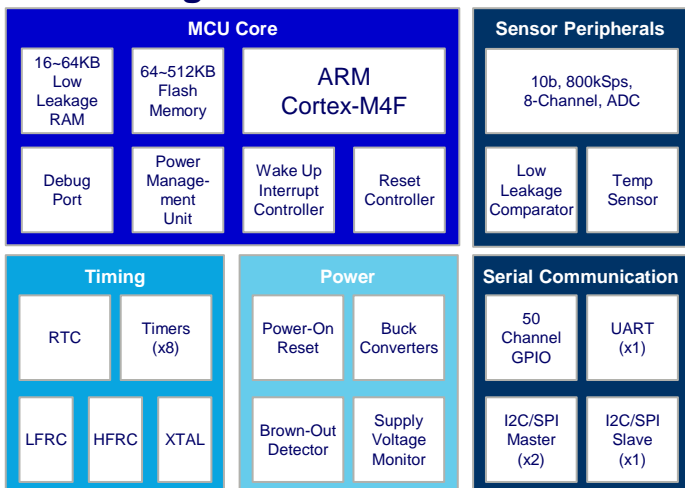 MCU Core
16~64KB
Low
Leakage
RAM
64~512KB
Flash
Memory
ARM
Cortex-M4F
Debug
Port
Power
Manage-
ment
Unit
Wake Up
Interrupt
Controller
Reset
Controller
Sensor Peripherals
10b, 800kSps,
8-Channel, ADC
Low
Leakage
Comparator
Temp
Sensor
Timing
RTC
Timers
(x8)
LFRC
HFRC
XTAL
Power
Power-On
Reset
Buck
Converters
Brown-Out
Detector
Supply
Voltage
Monitor
Serial Communication
50
Channel
GPIO
UART
(x1)
I2C/SPI
Master
(x2)
I2C/SPI
Slave
(x1)